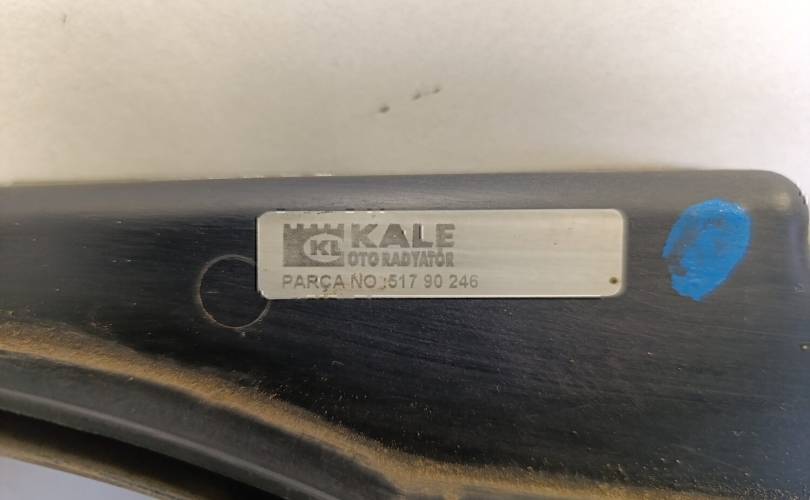 KL KALE
OTO RADYATÖR
PARÇA NO :517 90 246